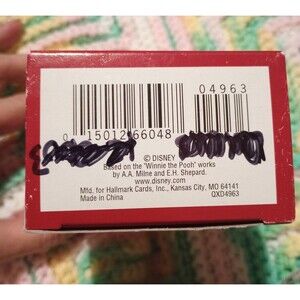 04963
0 15012 66048 3
© DISNEY
Based on the "Winnie the Pooh" works
by A.A. Milne and E.H. Shepard.
www.disney.com
Mfd. for Hallmark Cards, Inc., Kansas City, MO 64141
Made in China
QXD4963